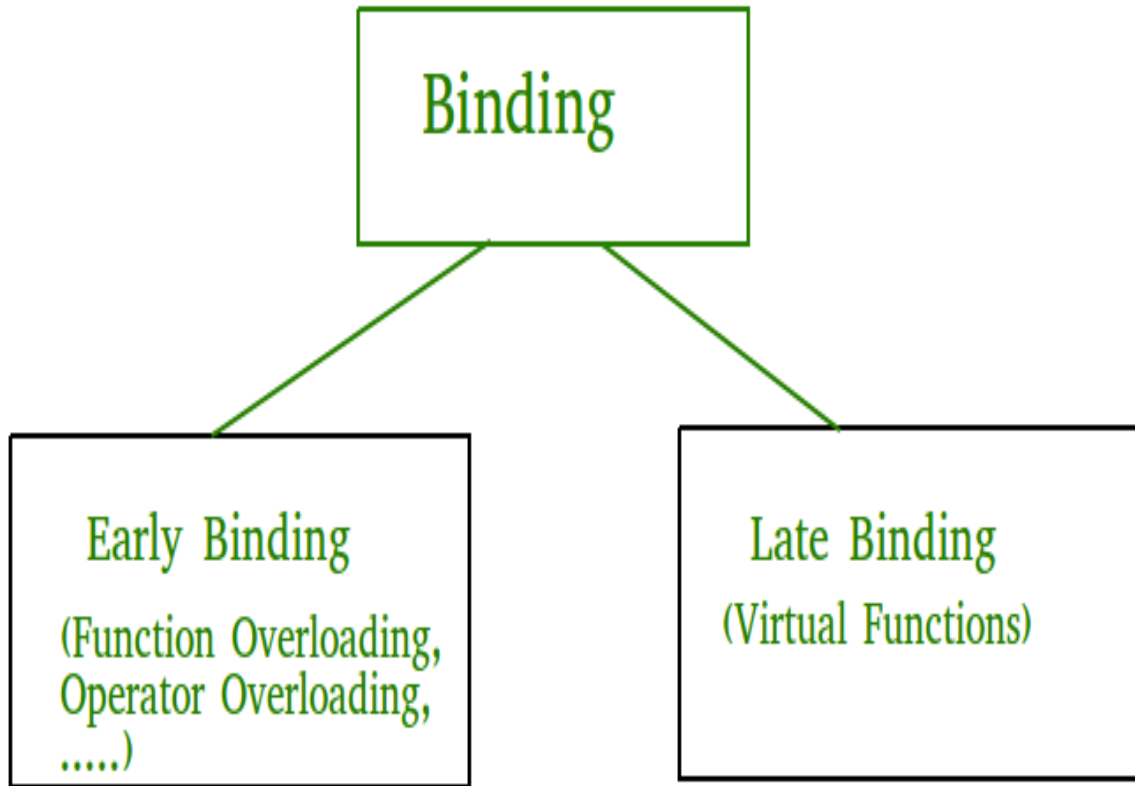 Binding
Early Binding
(Function Overloading,
Operator Overloading,
.....)
Late Binding
(Virtual Functions)